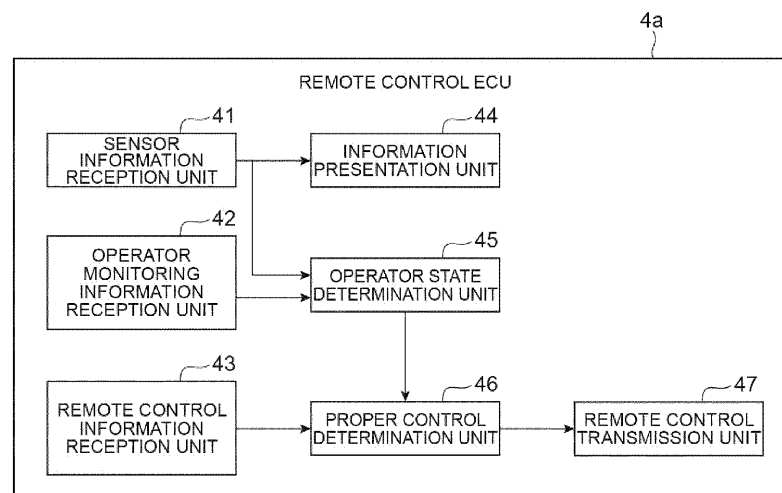 4a
REMOTE CONTROL ECU
41
SENSOR
INFORMATION
RECEPTION UNIT
44
INFORMATION
PRESENTATION UNIT
42
OPERATOR
MONITORING
INFORMATION
RECEPTION UNIT
45
OPERATOR STATE
DETERMINATION UNIT
43
REMOTE CONTROL
INFORMATION
RECEPTION UNIT
46
PROPER CONTROL
DETERMINATION UNIT
47
REMOTE CONTROL
TRANSMISSION UNIT